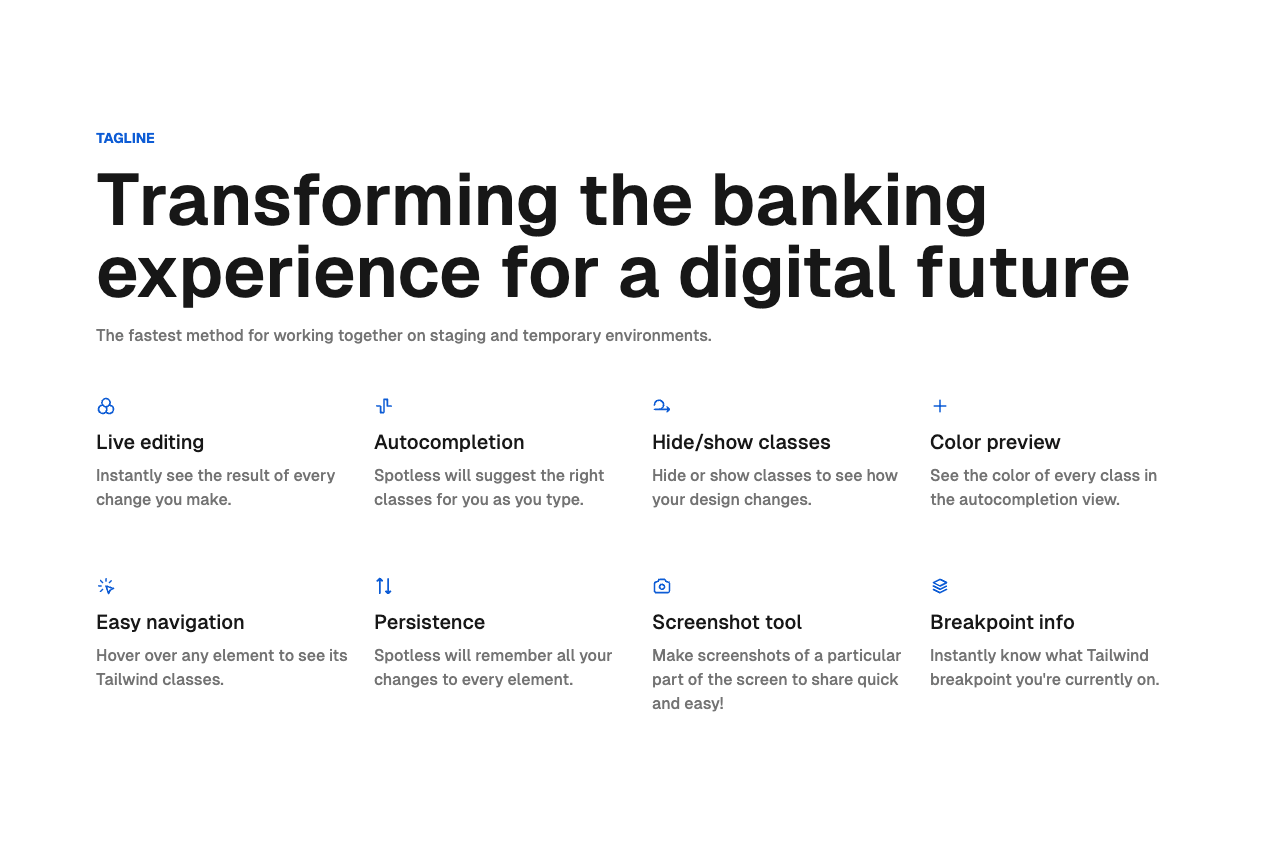 TAGLINE
Transforming the banking
experience for a digital future
The fastest method for working together on staging and temporary environments.
Live editing
Instantly see the result of every
change you make.
Autocompletion
Spotless will suggest the right
classes for you as you type.
Hide/show classes
Hide or show classes to see how
your design changes.
Color preview
See the color of every class in
the autocompletion view.
Easy navigation
Hover over any element to see its
Tailwind classes.
Persistence
Spotless will remember all your
changes to every element.
Screenshot tool
Make screenshots of a particular
part of the screen to share quick
and easy!
Breakpoint info
Instantly know what Tailwind
breakpoint you're currently on.